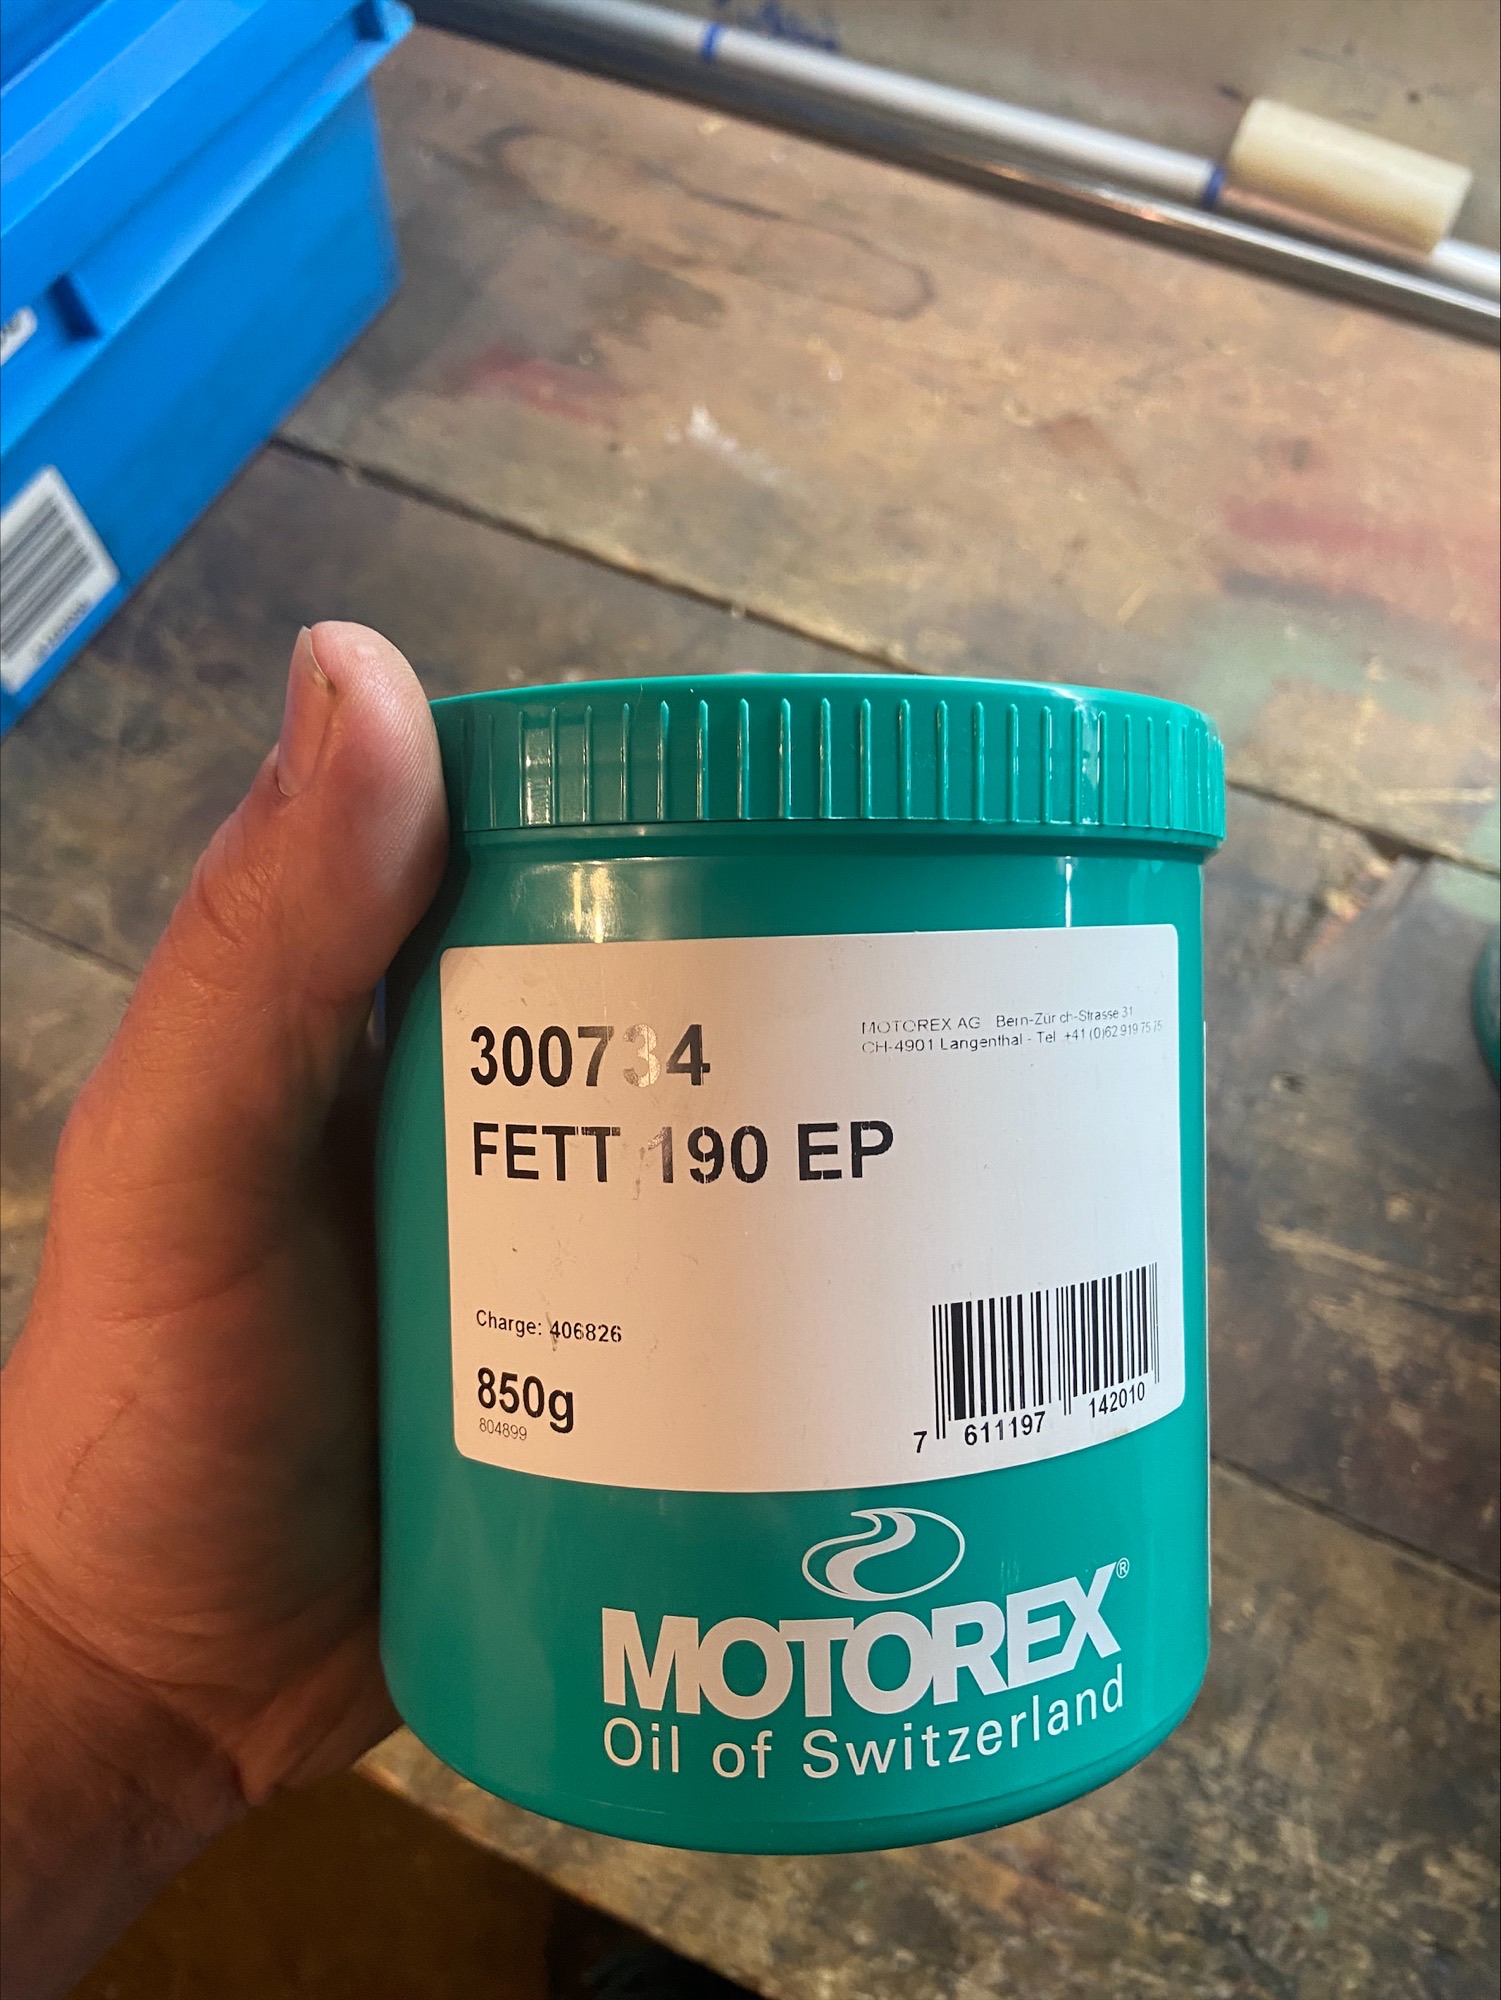 300734
FETT 190 EP
MOTOREX AG Bern-Zürich-Strasse 31
CH-4901 Langenthal - Tel. +41 (0)62 919 75 75
Charge: 406826
850g
804899
7 611197 142010
MOTOREX®
Oil of Switzerland